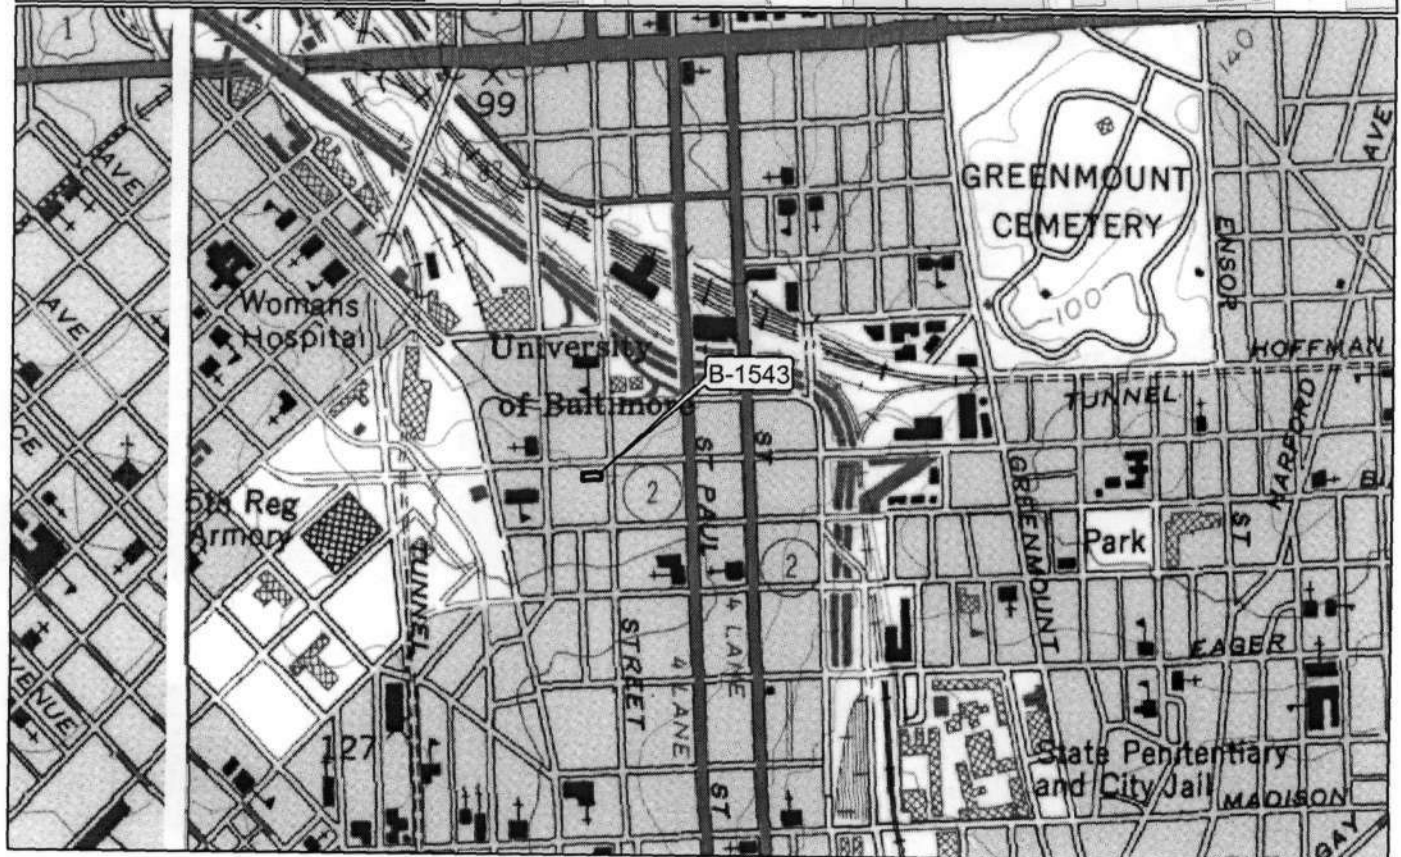 1
99
140
AVE
AVE
GREENMOUNT
CEMETERY
ENSOR
Womans
Hospital
AVE
100
HOFFMAN
University
B-1543
of Baltimore
TUNNEL
HARFORD
ST PAUL
ST
2
GREENMOUNT
5th Reg
Armory
TUNNEL
2
Park
ST
STREET
4 LANE
4 LANE
EAGER
VENUE
127
State Penitentiary
and City Jail
ST
MADISON
GAY